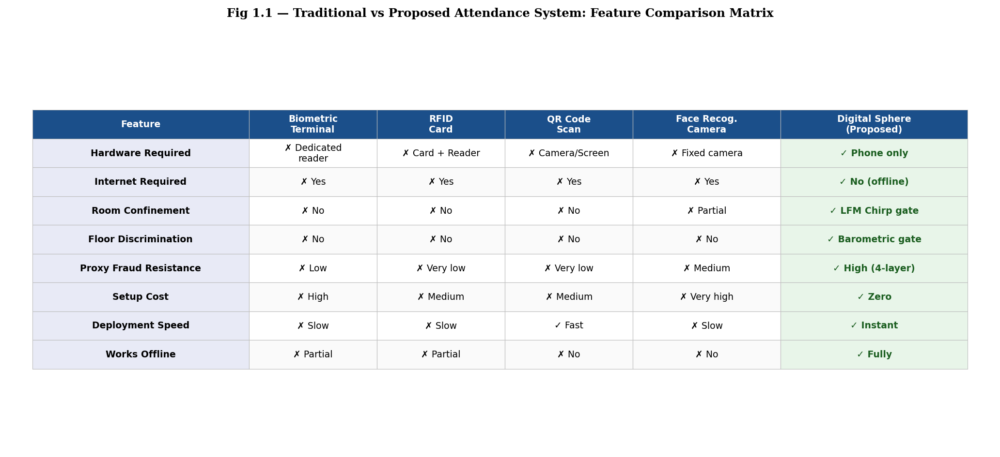 Fig 1.1 — Traditional vs Proposed Attendance System: Feature Comparison Matrix
Feature | Biometric Terminal | RFID Card | QR Code Scan | Face Recog. Camera | Digital Sphere (Proposed)
Hardware Required | ✗ Dedicated reader | ✗ Card + Reader | ✗ Camera/Screen | ✗ Fixed camera | ✓ Phone only
Internet Required | ✗ Yes | ✗ Yes | ✗ Yes | ✗ Yes | ✓ No (offline)
Room Confinement | ✗ No | ✗ No | ✗ No | ✗ Partial | ✓ LFM Chirp gate
Floor Discrimination | ✗ No | ✗ No | ✗ No | ✗ No | ✓ Barometric gate
Proxy Fraud Resistance | ✗ Low | ✗ Very low | ✗ Very low | ✗ Medium | ✓ High (4-layer)
Setup Cost | ✗ High | ✗ Medium | ✗ Medium | ✗ Very high | ✓ Zero
Deployment Speed | ✗ Slow | ✗ Slow | ✓ Fast | ✗ Slow | ✓ Instant
Works Offline | ✗ Partial | ✗ Partial | ✗ No | ✗ No | ✓ Fully